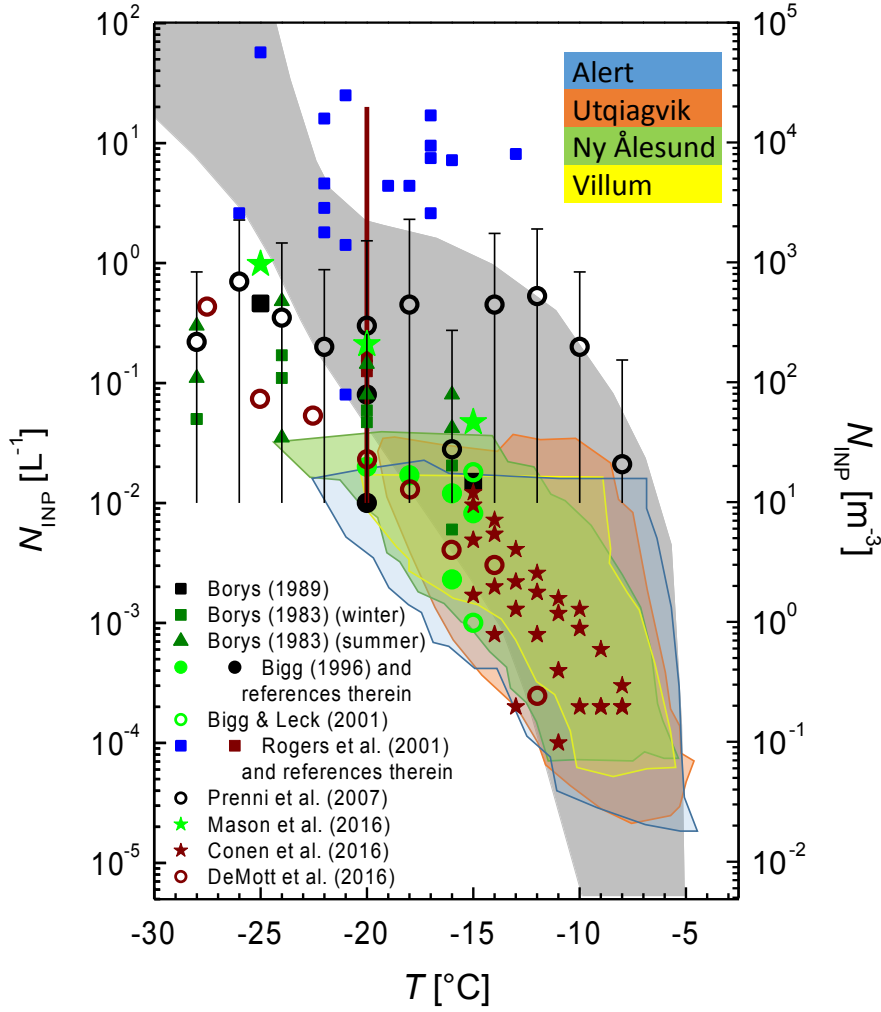 10^2
10^1
10^0
10^-1
10^-2
10^-3
10^-4
10^-5
N_INP [L^-1]
10^5
10^4
10^3
10^2
10^1
10^0
10^-1
10^-2
N_INP [m^-3]
Alert
Utqiagvik
Ny Ålesund
Villum
Borys (1989)
Borys (1983) (winter)
Borys (1983) (summer)
Bigg (1996) and
references therein
Bigg & Leck (2001)
Rogers et al. (2001)
and references therein
Prenni et al. (2007)
Mason et al. (2016)
Conen et al. (2016)
DeMott et al. (2016)
-30 -25 -20 -15 -10 -5
T [°C]